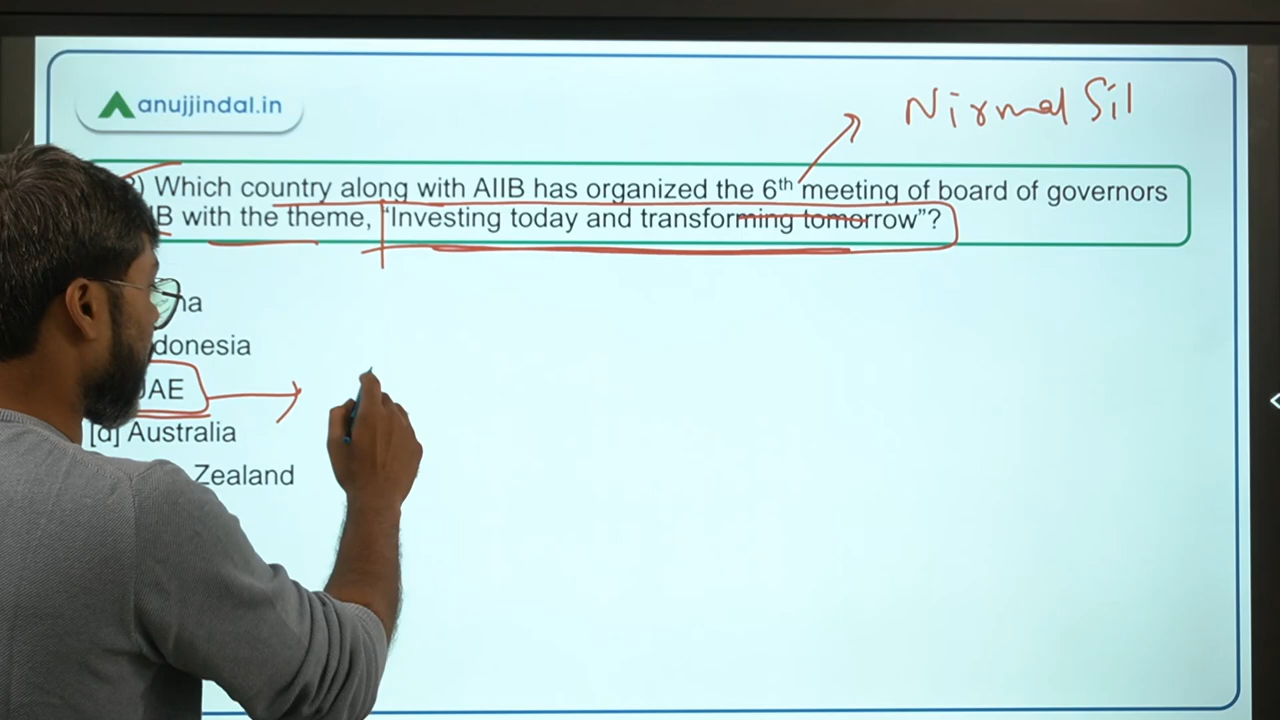 anujjindal.in
Nirmal Sil
) Which country along with AIIB has organized the 6th meeting of board of governors
IB with the theme, "Investing today and transforming tomorrow"?
na
donesia
UAE
[d] Australia
Zealand